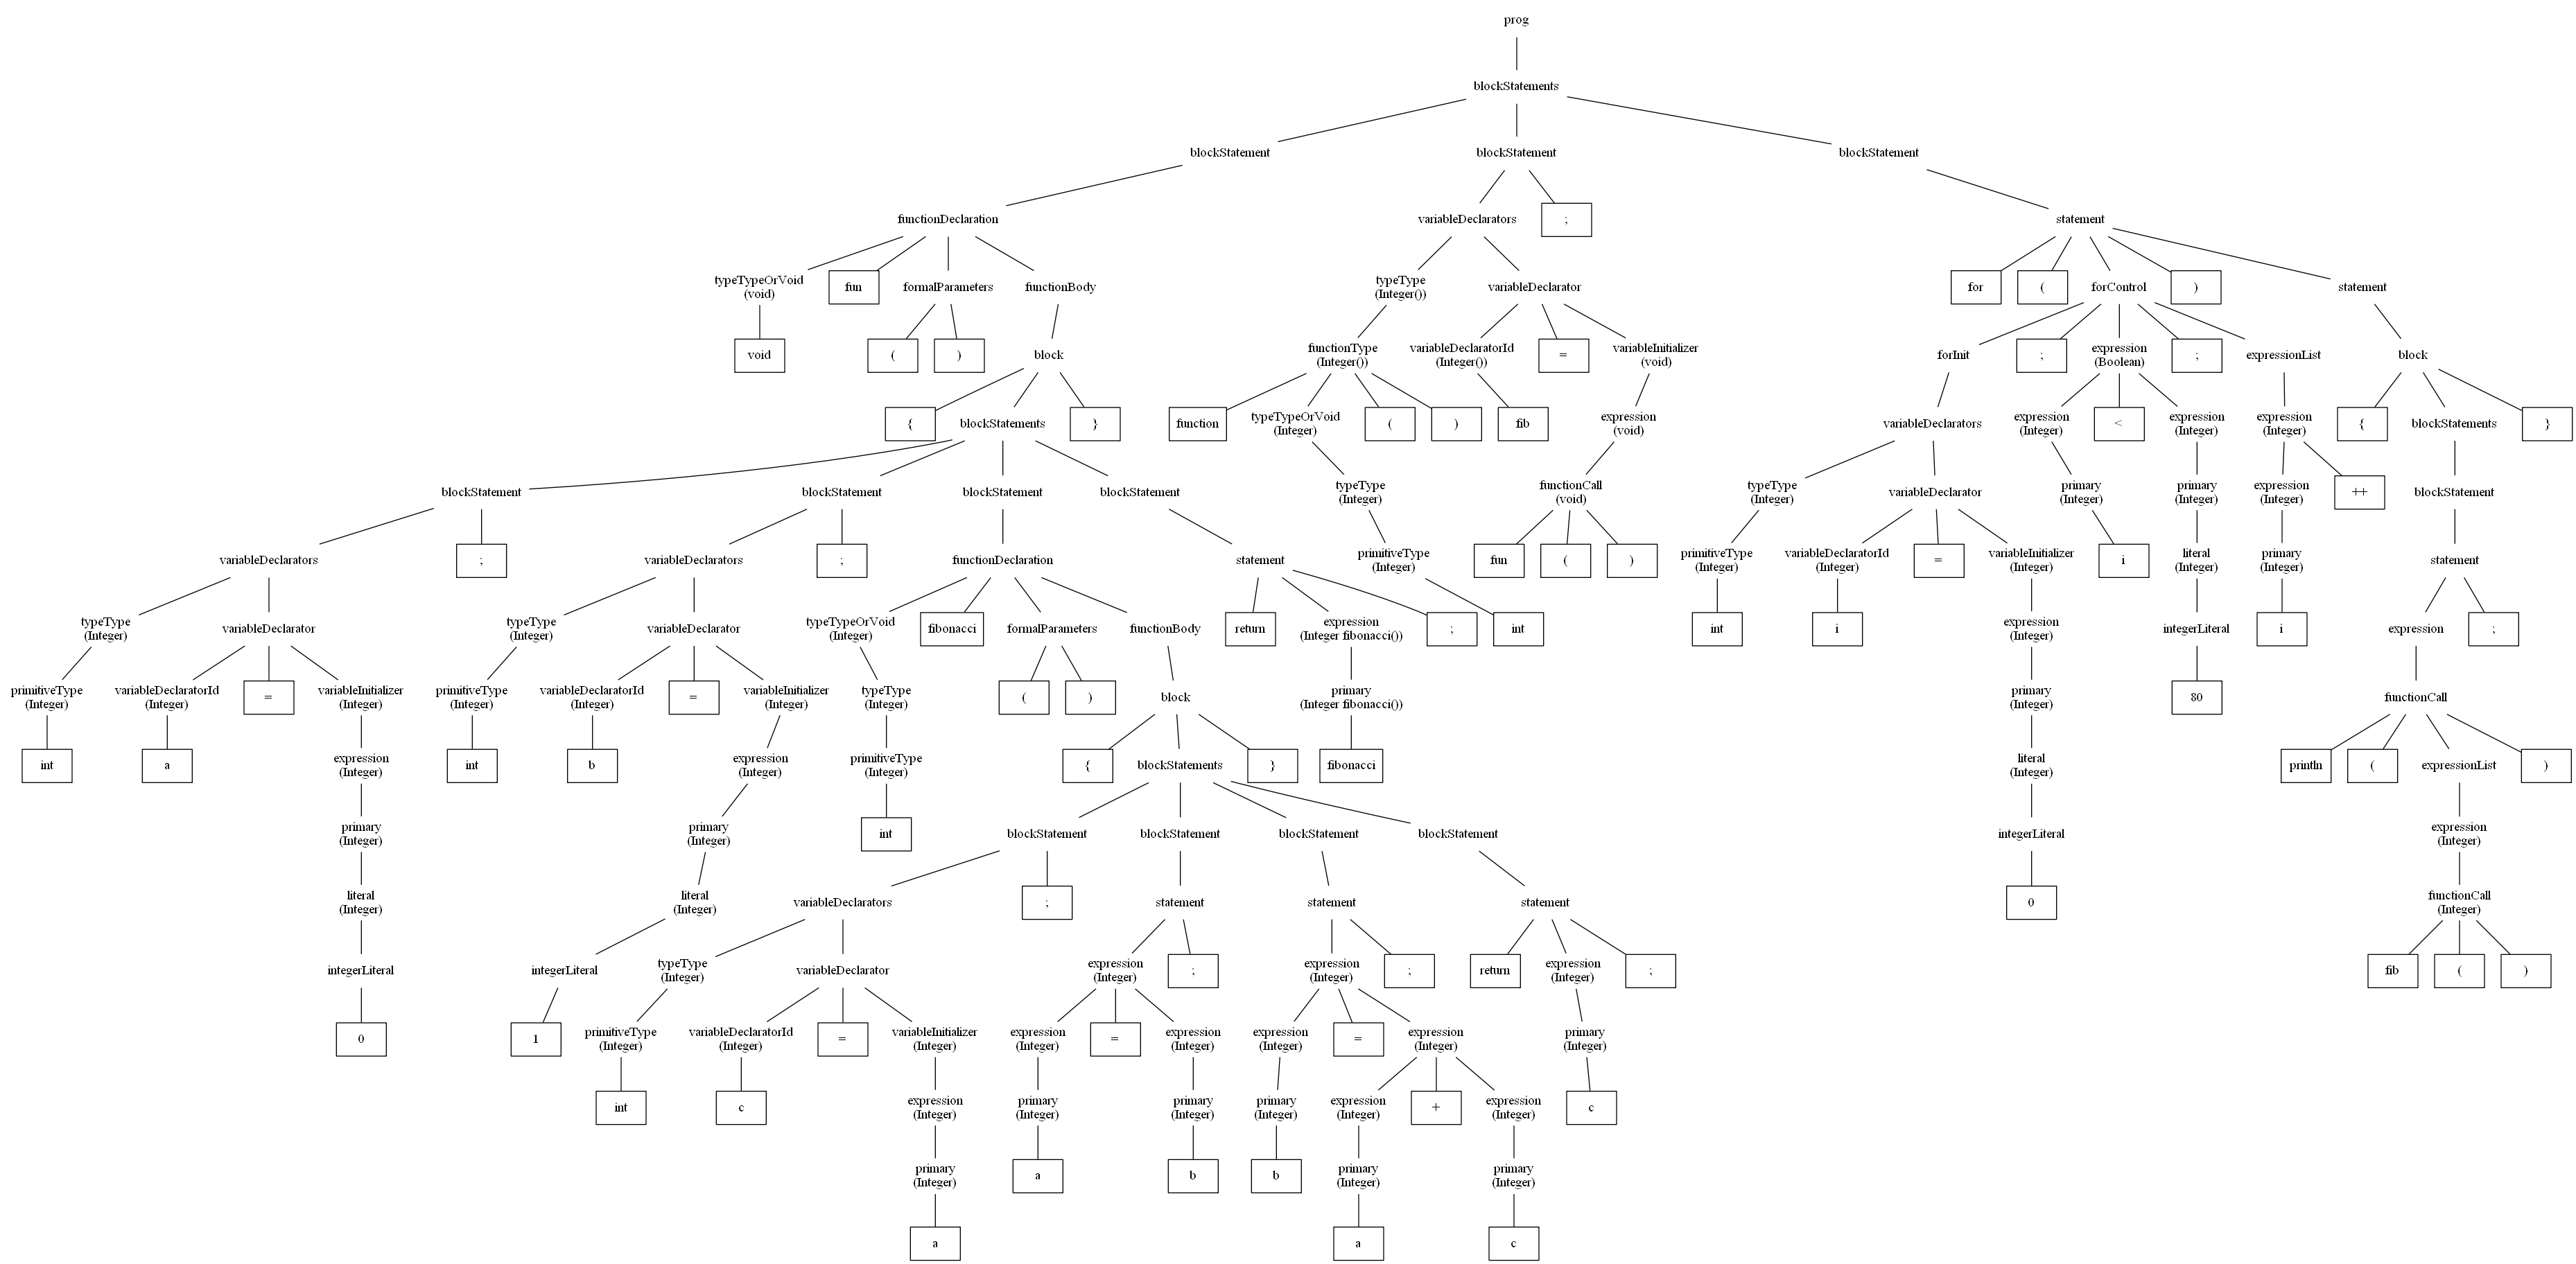 prog
blockStatements
blockStatement
blockStatement
blockStatement
functionDeclaration
variableDeclarators
;
statement
typeTypeOrVoid
(void)
fun
formalParameters
functionBody
typeType
(Integer())
variableDeclarator
for
(
forControl
)
statement
void
(
)
block
functionType
(Integer())
variableDeclaratorId
(Integer())
=
variableInitializer
(void)
forInit
;
expression
(Boolean)
;
expressionList
block
{
blockStatements
}
function
typeTypeOrVoid
(Integer)
(
)
fib
expression
(void)
variableDeclarators
expression
(Integer)
<
expression
(Integer)
expression
(Integer)
{
blockStatements
}
blockStatement
blockStatement
blockStatement
blockStatement
typeType
(Integer)
functionCall
(void)
typeType
(Integer)
variableDeclarator
primary
(Integer)
primary
(Integer)
expression
(Integer)
++
blockStatement
variableDeclarators
;
variableDeclarators
;
functionDeclaration
statement
primitiveType
(Integer)
fun
(
)
primitiveType
(Integer)
variableDeclaratorId
(Integer)
=
variableInitializer
(Integer)
i
literal
(Integer)
primary
(Integer)
statement
typeType
(Integer)
variableDeclarator
typeType
(Integer)
variableDeclarator
typeTypeOrVoid
(Integer)
fibonacci
formalParameters
functionBody
return
expression
(Integer fibonacci())
;
int
int
i
expression
(Integer)
integerLiteral
i
expression
;
primitiveType
(Integer)
variableDeclaratorId
(Integer)
=
variableInitializer
(Integer)
primitiveType
(Integer)
variableDeclaratorId
(Integer)
=
variableInitializer
(Integer)
typeType
(Integer)
(
)
block
primary
(Integer fibonacci())
primary
(Integer)
80
functionCall
int
a
expression
(Integer)
int
b
expression
(Integer)
primitiveType
(Integer)
{
blockStatements
}
fibonacci
literal
(Integer)
println
(
expressionList
)
primary
(Integer)
primary
(Integer)
int
blockStatement
blockStatement
blockStatement
blockStatement
integerLiteral
expression
(Integer)
literal
(Integer)
literal
(Integer)
variableDeclarators
;
statement
statement
statement
0
functionCall
(Integer)
integerLiteral
integerLiteral
typeType
(Integer)
variableDeclarator
expression
(Integer)
;
expression
(Integer)
;
return
expression
(Integer)
;
fib
(
)
0
1
primitiveType
(Integer)
variableDeclaratorId
(Integer)
=
variableInitializer
(Integer)
expression
(Integer)
=
expression
(Integer)
expression
(Integer)
=
expression
(Integer)
primary
(Integer)
int
c
expression
(Integer)
primary
(Integer)
primary
(Integer)
primary
(Integer)
expression
(Integer)
+
expression
(Integer)
c
primary
(Integer)
a
b
b
primary
(Integer)
primary
(Integer)
a
a
c